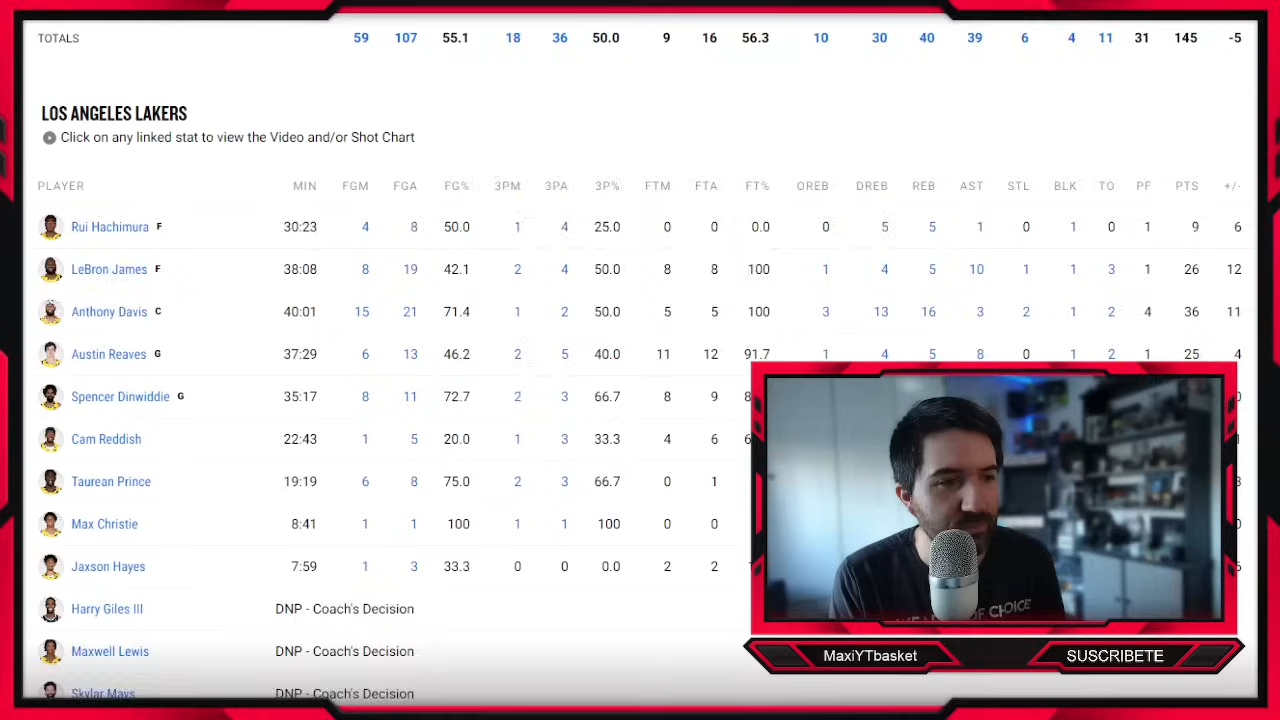 TOTALS 59 107 55.1 18 36 50.0 9 16 56.3 10 30 40 39 6 4 11 31 145 -5
LOS ANGELES LAKERS
Click on any linked stat to view the Video and/or Shot Chart
PLAYER MIN FGM FGA FG% 3PM 3PA 3P% FTM FTA FT% OREB DREB REB AST STL BLK TO PF PTS +/-
Rui Hachimura F 30:23 4 8 50.0 1 4 25.0 0 0 0.0 0 5 5 1 0 1 0 1 9 6
LeBron James F 38:08 8 19 42.1 2 4 50.0 8 8 100 1 4 5 10 1 1 3 1 26 12
Anthony Davis C 40:01 15 21 71.4 1 2 50.0 5 5 100 3 13 16 3 2 1 2 4 36 11
Austin Reaves G 37:29 6 13 46.2 2 5 40.0 11 12 91.7 1 4 5 8 0 1 2 1 25 4
Spencer Dinwiddie G 35:17 8 11 72.7 2 3 66.7 8 9
Cam Reddish 22:43 1 5 20.0 1 3 33.3 4 6
Taurean Prince 19:19 6 8 75.0 2 3 66.7 0 1
Max Christie 8:41 1 1 100 1 1 100 0 0
Jaxson Hayes 7:59 1 3 33.3 0 0 0.0 2 2
Harry Giles III DNP - Coach's Decision
Maxwell Lewis DNP - Coach's Decision
Skylar Mays DNP - Coach's Decision
OF CHOICE
MaxiYTbasket
SUSCRIBETE